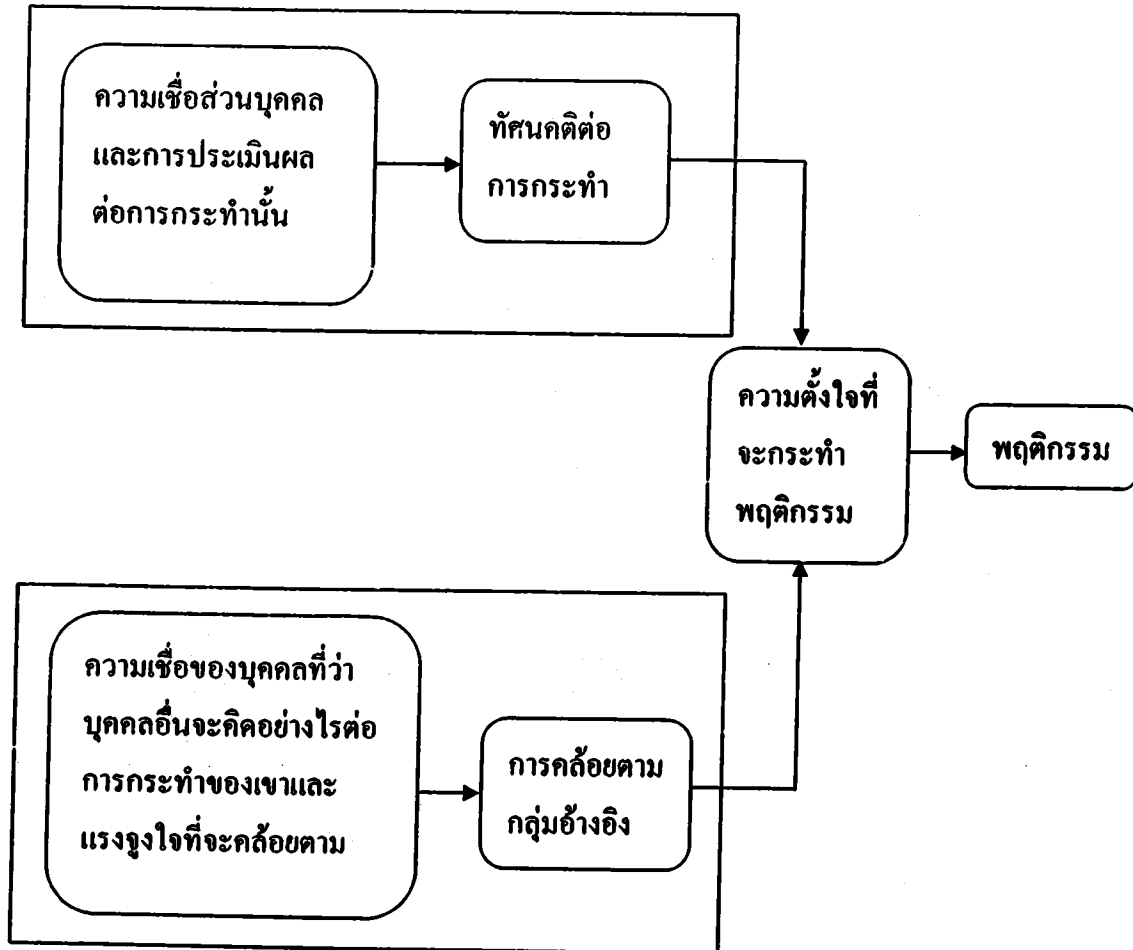 ความเชื่อส่วนบุคคล
และการประเมินผล
ต่อการกระทำนั้น
ทัศนคติต่อ
การกระทำ
ความตั้งใจที่
จะกระทำ
พฤติกรรม
พฤติกรรม
ความเชื่อของบุคคลที่ว่า
บุคคลอื่นจะคิดอย่างไรต่อ
การกระทำของเขาและ
แรงจูงใจที่จะคล้อยตาม
การคล้อยตาม
กลุ่มอ้างอิง